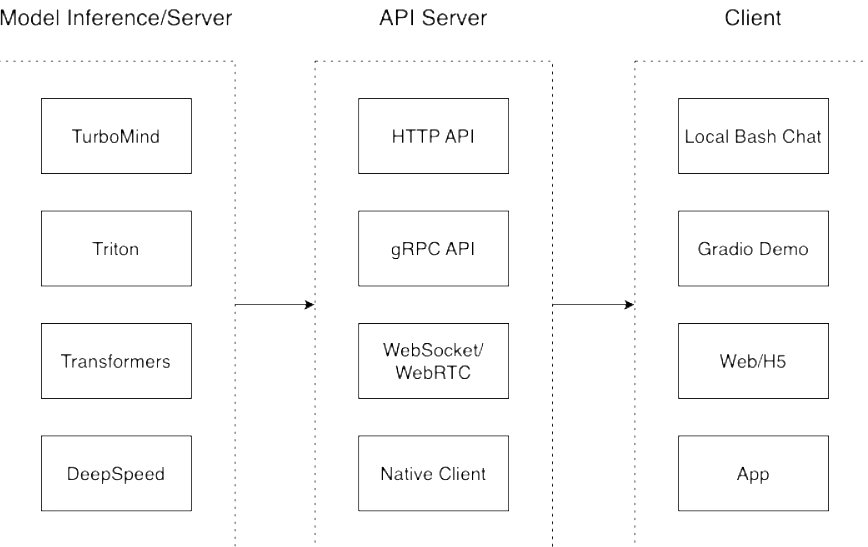 Model Inference/Server
API Server
Client
TurboMind
HTTP API
Local Bash Chat
Triton
gRPC API
Gradio Demo
Transformers
WebSocket/
WebRTC
Web/H5
DeepSpeed
Native Client
App